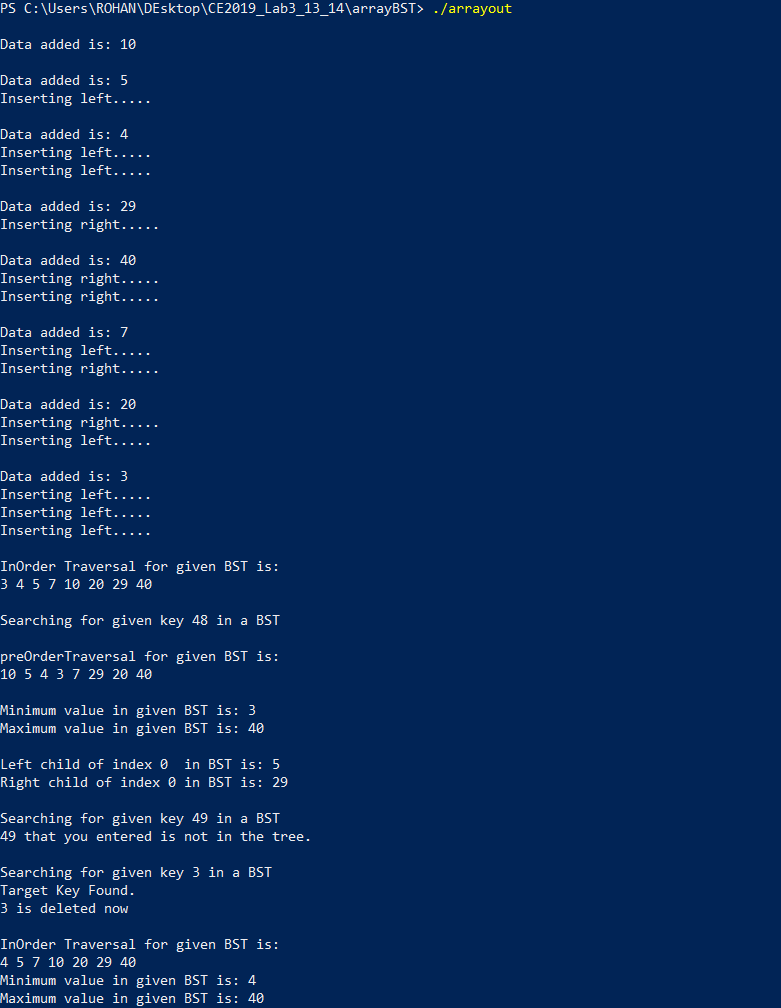 PS C:\Users\ROHAN\DEsktop\CE2019_Lab3_13_14\arrayBST> ./arrayout
Data added is: 10
Data added is: 5
Inserting left.....
Data added is: 4
Inserting left.....
Inserting left.....
Data added is: 29
Inserting right.....
Data added is: 40
Inserting right.....
Inserting right.....
Data added is: 7
Inserting left.....
Inserting right.....
Data added is: 20
Inserting right.....
Inserting left.....
Data added is: 3
Inserting left.....
Inserting left.....
Inserting left.....
InOrder Traversal for given BST is:
3 4 5 7 10 20 29 40
Searching for given key 48 in a BST
preOrderTraversal for given BST is:
10 5 4 3 7 29 20 40
Minimum value in given BST is: 3
Maximum value in given BST is: 40
Left child of index 0  in BST is: 5
Right child of index 0 in BST is: 29
Searching for given key 49 in a BST
49 that you entered is not in the tree.
Searching for given key 3 in a BST
Target Key Found.
3 is deleted now
InOrder Traversal for given BST is:
4 5 7 10 20 29 40
Minimum value in given BST is: 4
Maximum value in given BST is: 40